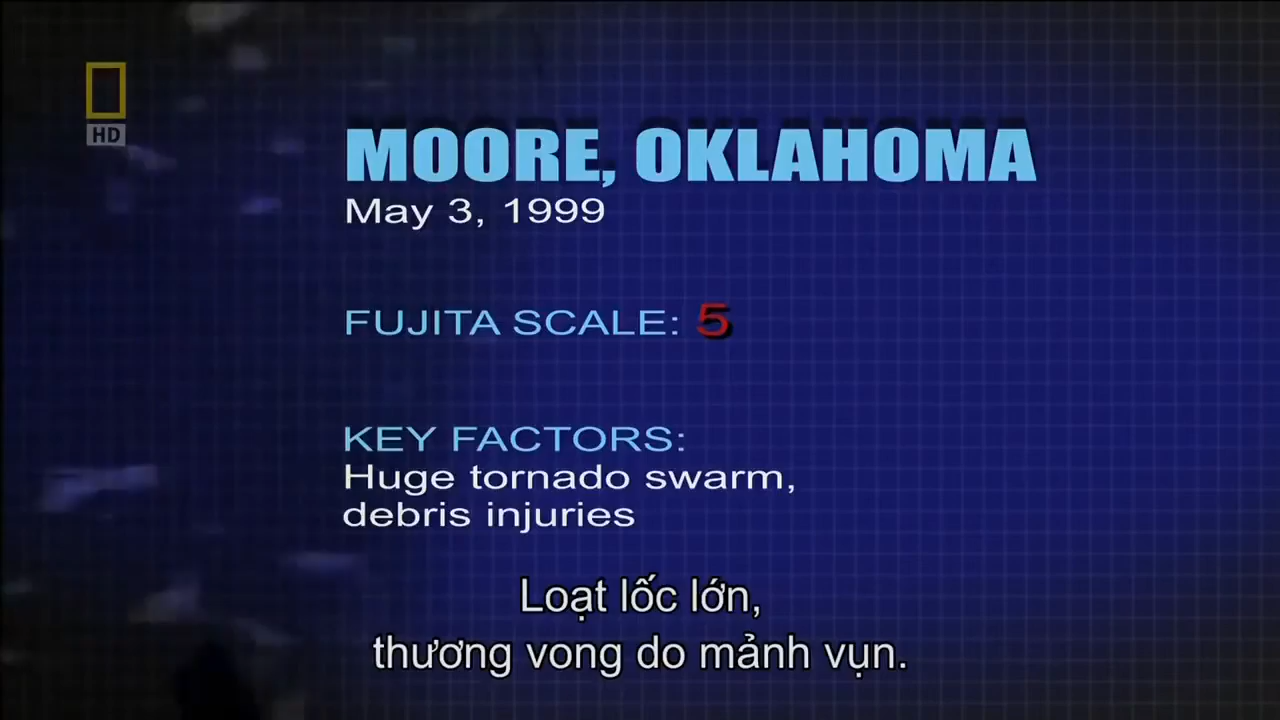 HD
MOORE, OKLAHOMA
May 3, 1999
FUJITA SCALE: 5
KEY FACTORS:
Huge tornado swarm,
debris injuries
Loạt lốc lớn,
thương vong do mảnh vụn.